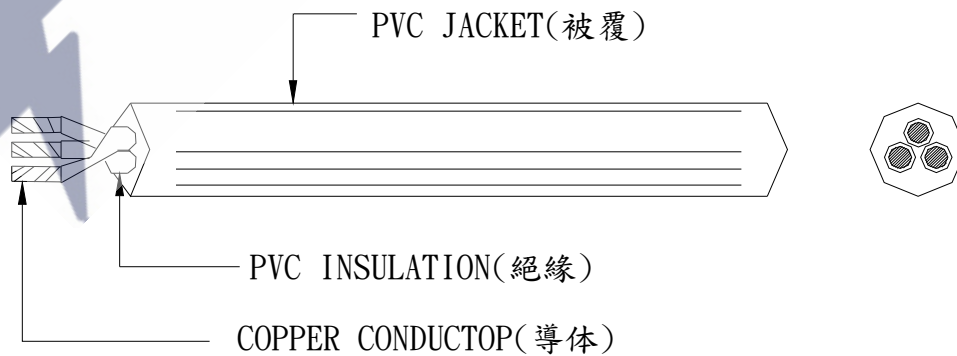 PVC JACKET(被覆)
PVC INSULATION(絕緣)
COPPER CONDUCTOP(導体)